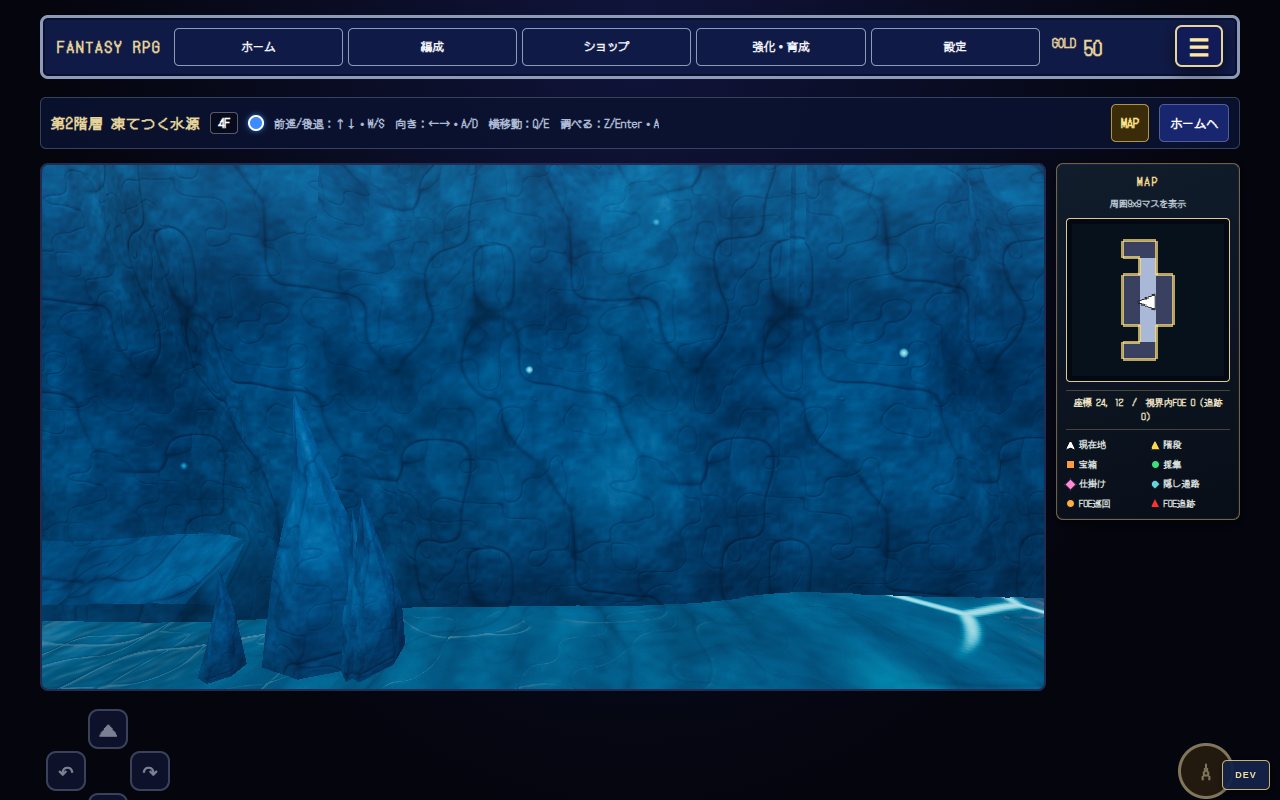 FANTASY RPG ホーム 編成 ショップ 強化・育成 設定 GOLD 50
第2階層 凍てつく水源 4F 前進/後退：↑↓・W/S 向き：←→・A/D 横移動：Q/E 調べる：Z/Enter・A MAP ホームへ
MAP
周囲9x9マスを表示
座標 24, 12 / 視界内FOE 0（追跡
0）
現在地 階段
宝箱 採集
仕掛け 隠し通路
FOE巡回 FOE追跡
A DEV